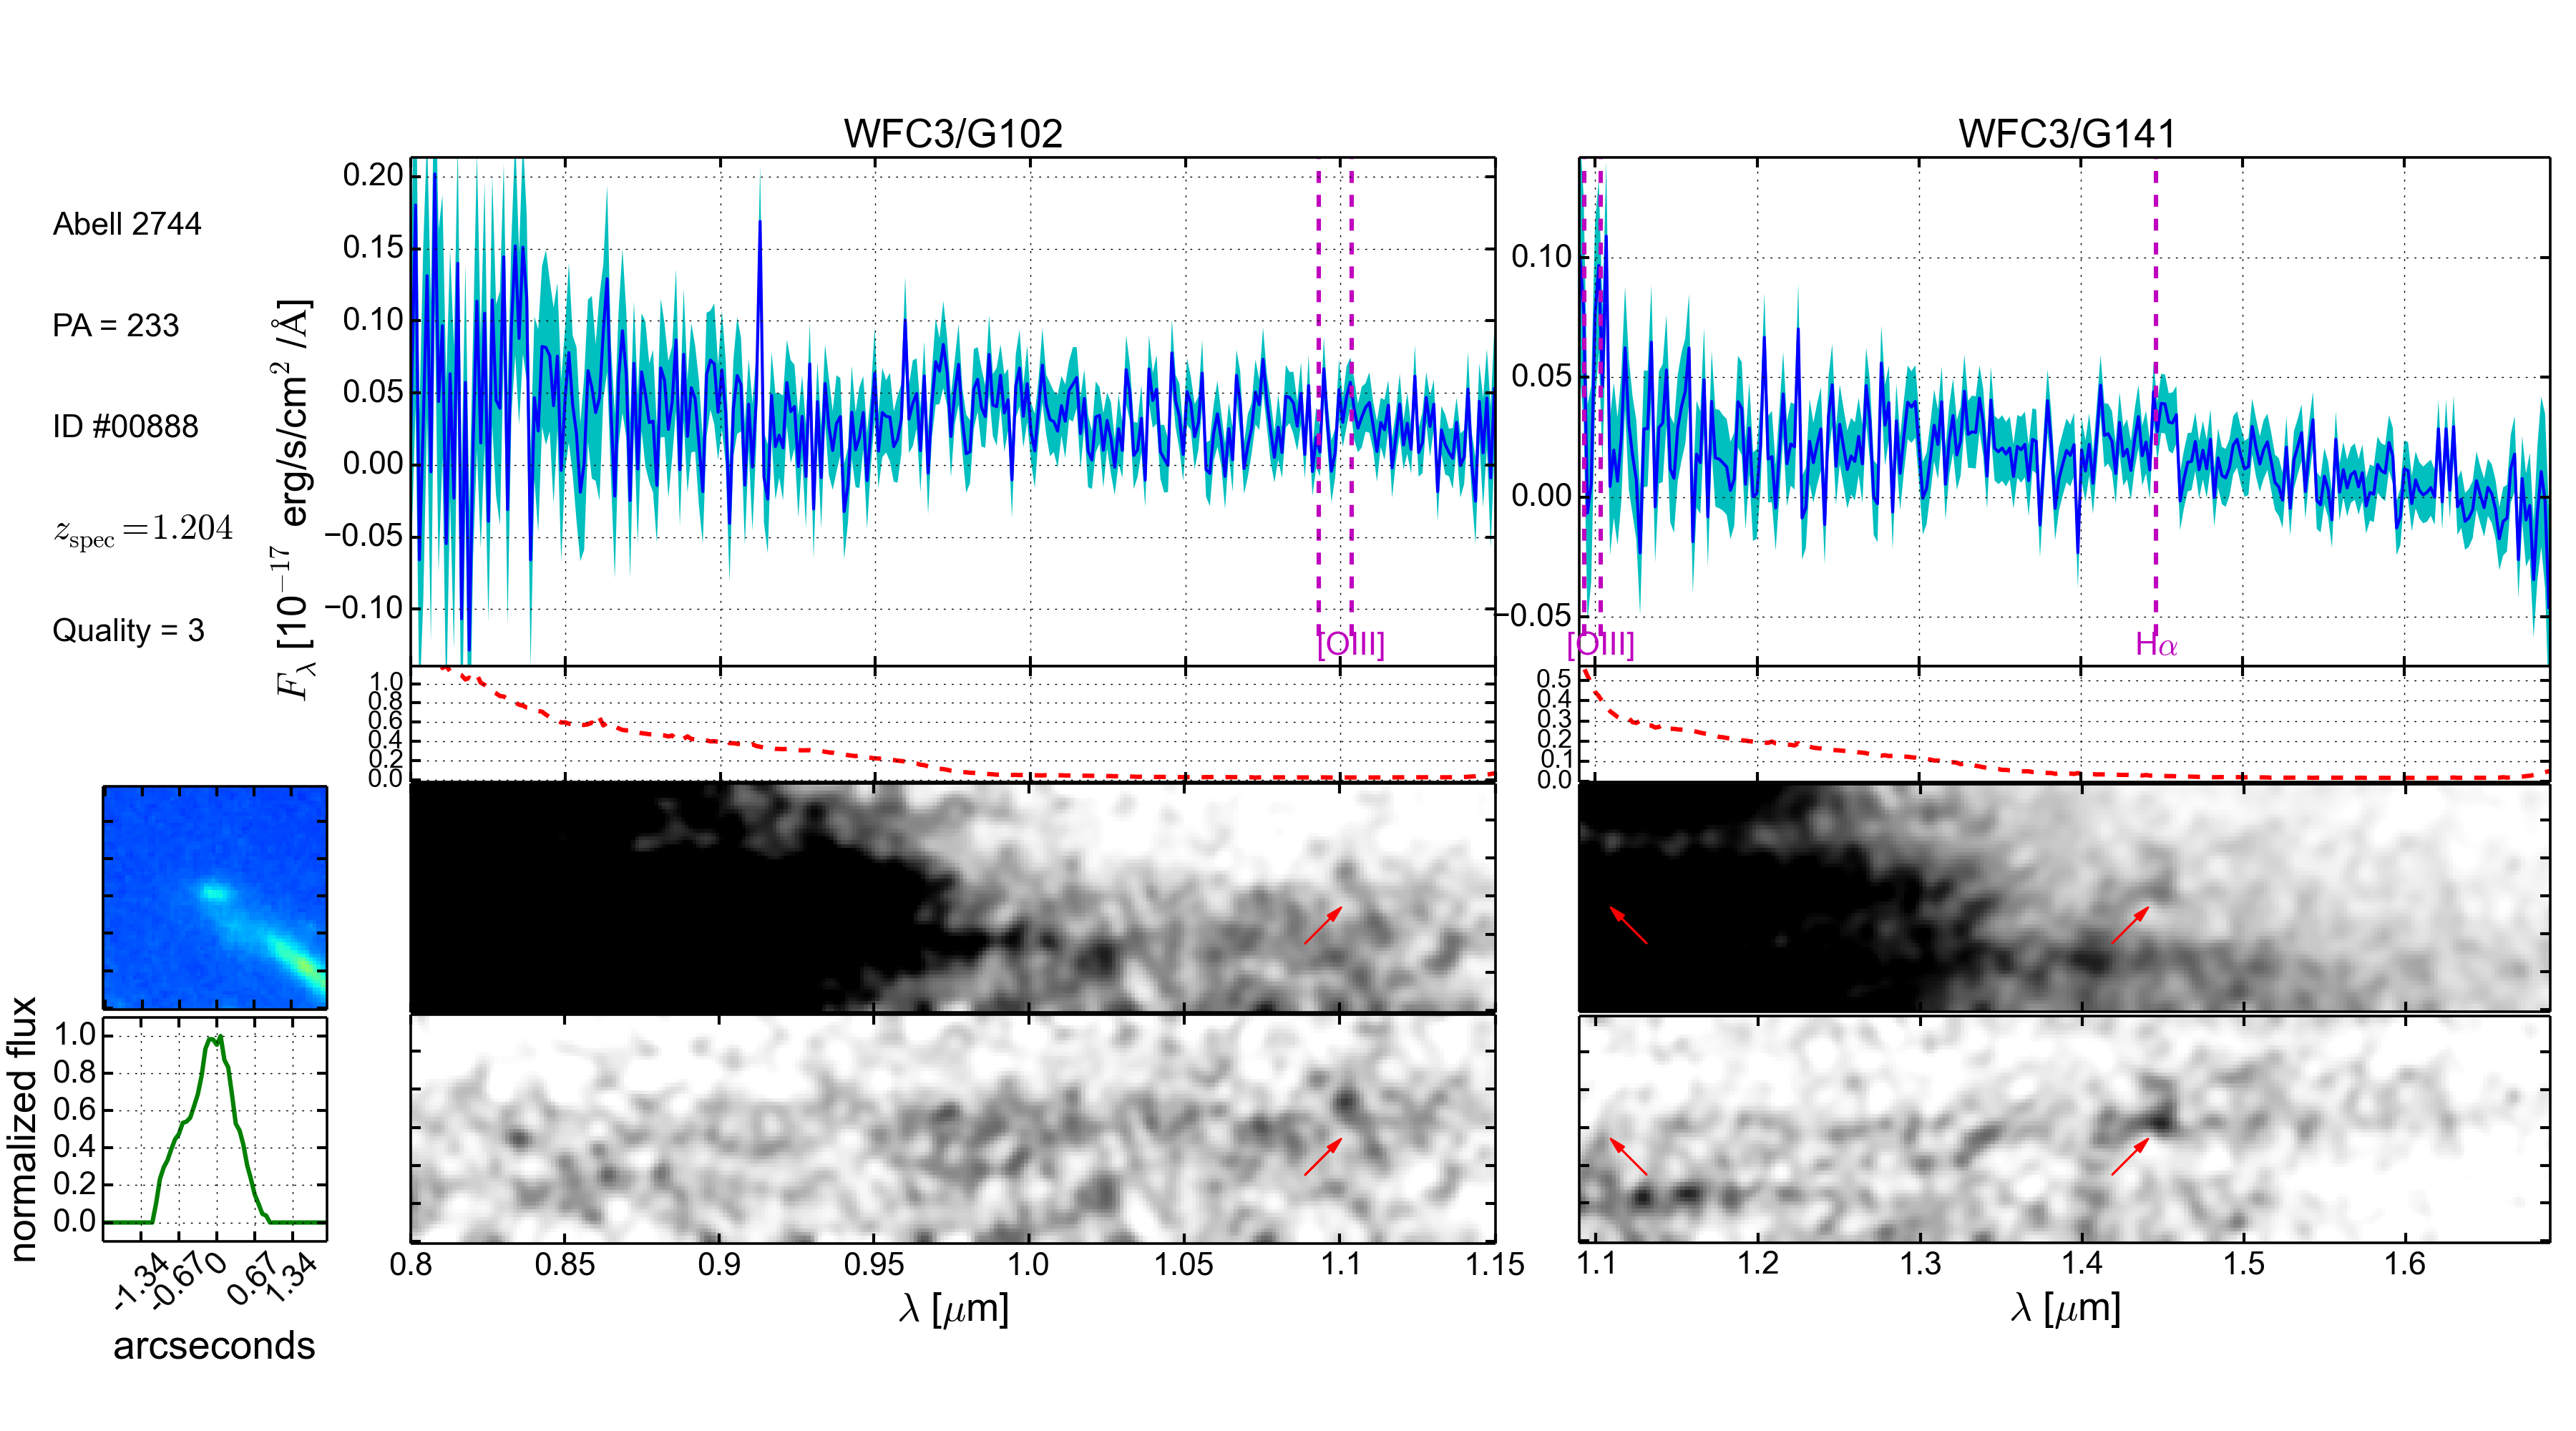 WFC3/G102
WFC3/G141
Abell 2744
PA = 233
ID #00888
z_spec = 1.204
Quality = 3
F_λ [10^−17 erg/s/cm^2 /Å]
0.20
0.15
0.10
0.05
0.00
−0.05
−0.10
[OIII]
0.10
0.05
0.00
−0.05
[OIII]
Hα
1.0
0.8
0.6
0.4
0.2
0.0
0.5
0.4
0.3
0.2
0.1
0.0
normalized flux
1.0
0.8
0.6
0.4
0.2
0.0
-1.34 -0.67 0 0.67 1.34
arcseconds
0.8 0.85 0.9 0.95 1.0 1.05 1.1 1.15
λ [μm]
1.1 1.2 1.3 1.4 1.5 1.6
λ [μm]